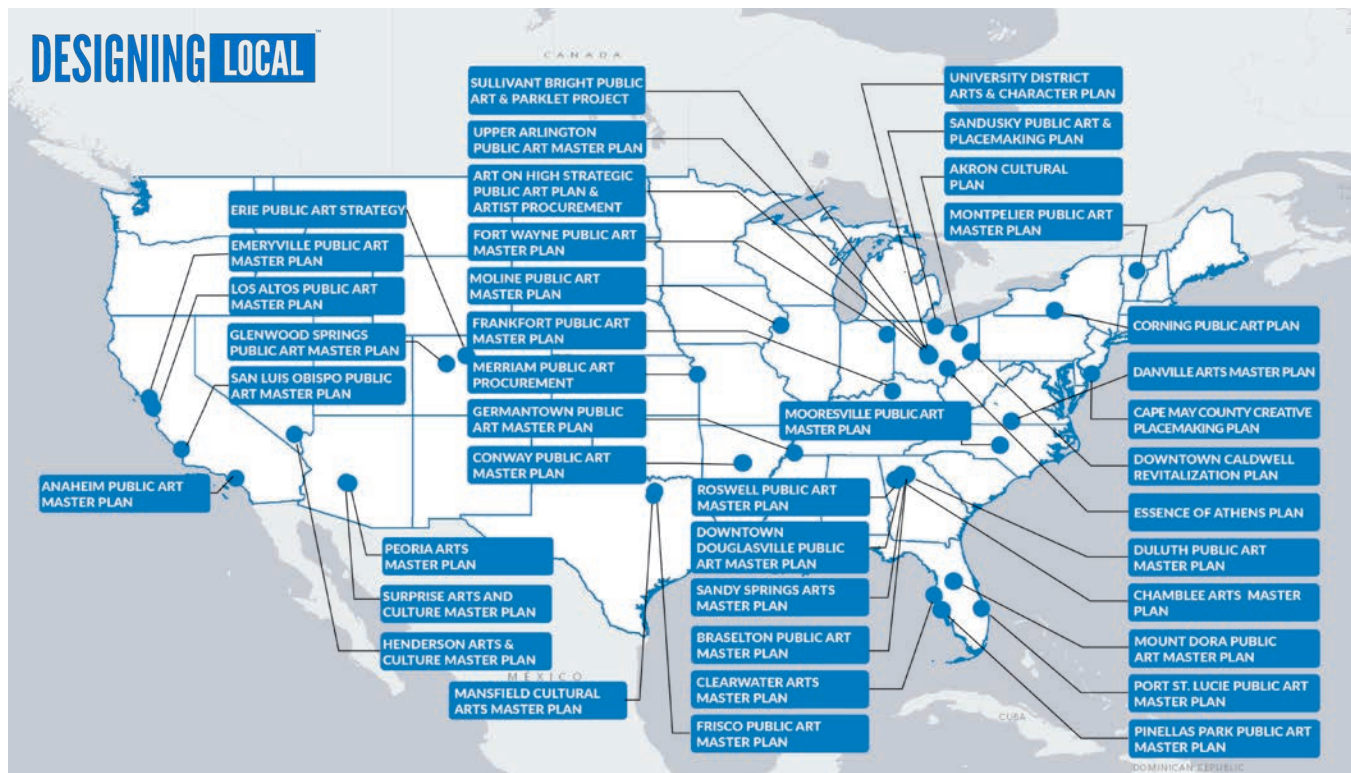 DESIGNING LOCAL™
CANADA
SULLIVANT BRIGHT PUBLIC
ART & PARKLET PROJECT
UPPER ARLINGTON
PUBLIC ART MASTER PLAN
ART ON HIGH STRATEGIC
PUBLIC ART PLAN &
ARTIST PROCUREMENT
FORT WAYNE PUBLIC ART
MASTER PLAN
MOLINE PUBLIC ART
MASTER PLAN
FRANKFORT PUBLIC ART
MASTER PLAN
MERRIAM PUBLIC ART
PROCUREMENT
GERMANTOWN PUBLIC
ART MASTER PLAN
CONWAY PUBLIC ART
MASTER PLAN
UNIVERSITY DISTRICT
ARTS & CHARACTER PLAN
SANDUSKY PUBLIC ART &
PLACEMAKING PLAN
AKRON CULTURAL
PLAN
MONTPELIER PUBLIC ART
MASTER PLAN
ERIE PUBLIC ART STRATEGY
EMERYVILLE PUBLIC ART
MASTER PLAN
LOS ALTOS PUBLIC ART
MASTER PLAN
GLENWOOD SPRINGS
PUBLIC ART MASTER PLAN
SAN LUIS OBISPO PUBLIC
ART MASTER PLAN
ANAHEIM PUBLIC ART
MASTER PLAN
PEORIA ARTS
MASTER PLAN
SURPRISE ARTS AND
CULTURE MASTER PLAN
HENDERSON ARTS &
CULTURE MASTER PLAN
MÉXICO
MANSFIELD CULTURAL
ARTS MASTER PLAN
MOORESVILLE PUBLIC ART
MASTER PLAN
ROSWELL PUBLIC ART
MASTER PLAN
DOWNTOWN
DOUGLASVILLE PUBLIC
ART MASTER PLAN
SANDY SPRINGS ARTS
MASTER PLAN
BRASELTON PUBLIC ART
MASTER PLAN
CLEARWATER ARTS
MASTER PLAN
FRISCO PUBLIC ART
MASTER PLAN
CORNING PUBLIC ART PLAN
DANVILLE ARTS MASTER PLAN
CAPE MAY COUNTY CREATIVE
PLACEMAKING PLAN
DOWNTOWN CALDWELL
REVITALIZATION PLAN
ESSENCE OF ATHENS PLAN
DULUTH PUBLIC ART
MASTER PLAN
CHAMBLEE ARTS MASTER
PLAN
MOUNT DORA PUBLIC
ART MASTER PLAN
PORT ST. LUCIE PUBLIC ART
MASTER PLAN
PINELLAS PARK PUBLIC ART
MASTER PLAN
CUBA
DOMINICAN REPUBLIC